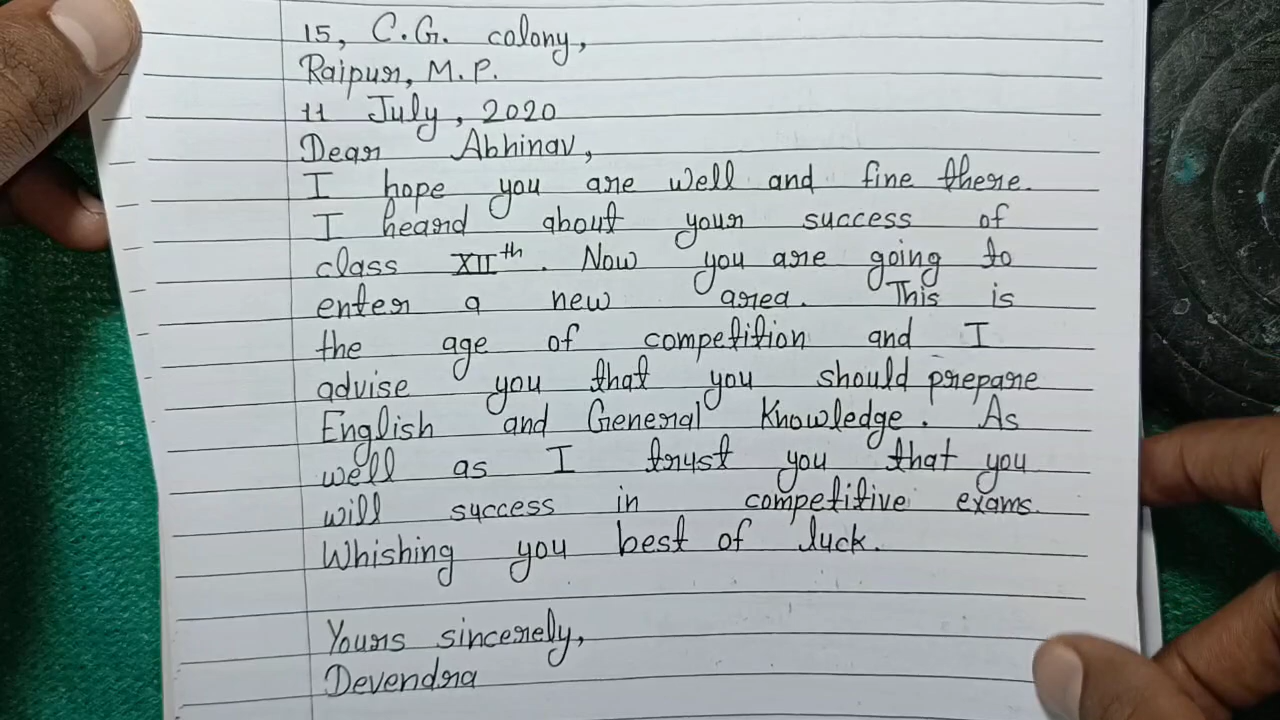 15, C.G. colony,
Raipur, M.P.
11 July, 2020
Dear Abhinav,
I hope you are well and fine there.
I heard about your success of
class XIIth. Now you are going to
enter a new area. This is
the age of competition and I
advise you that you should prepare
English and General Knowledge. As
well as I trust you that you
will success in competitive exams.
Whishing you best of luck.
Yours sincerely,
Devendra